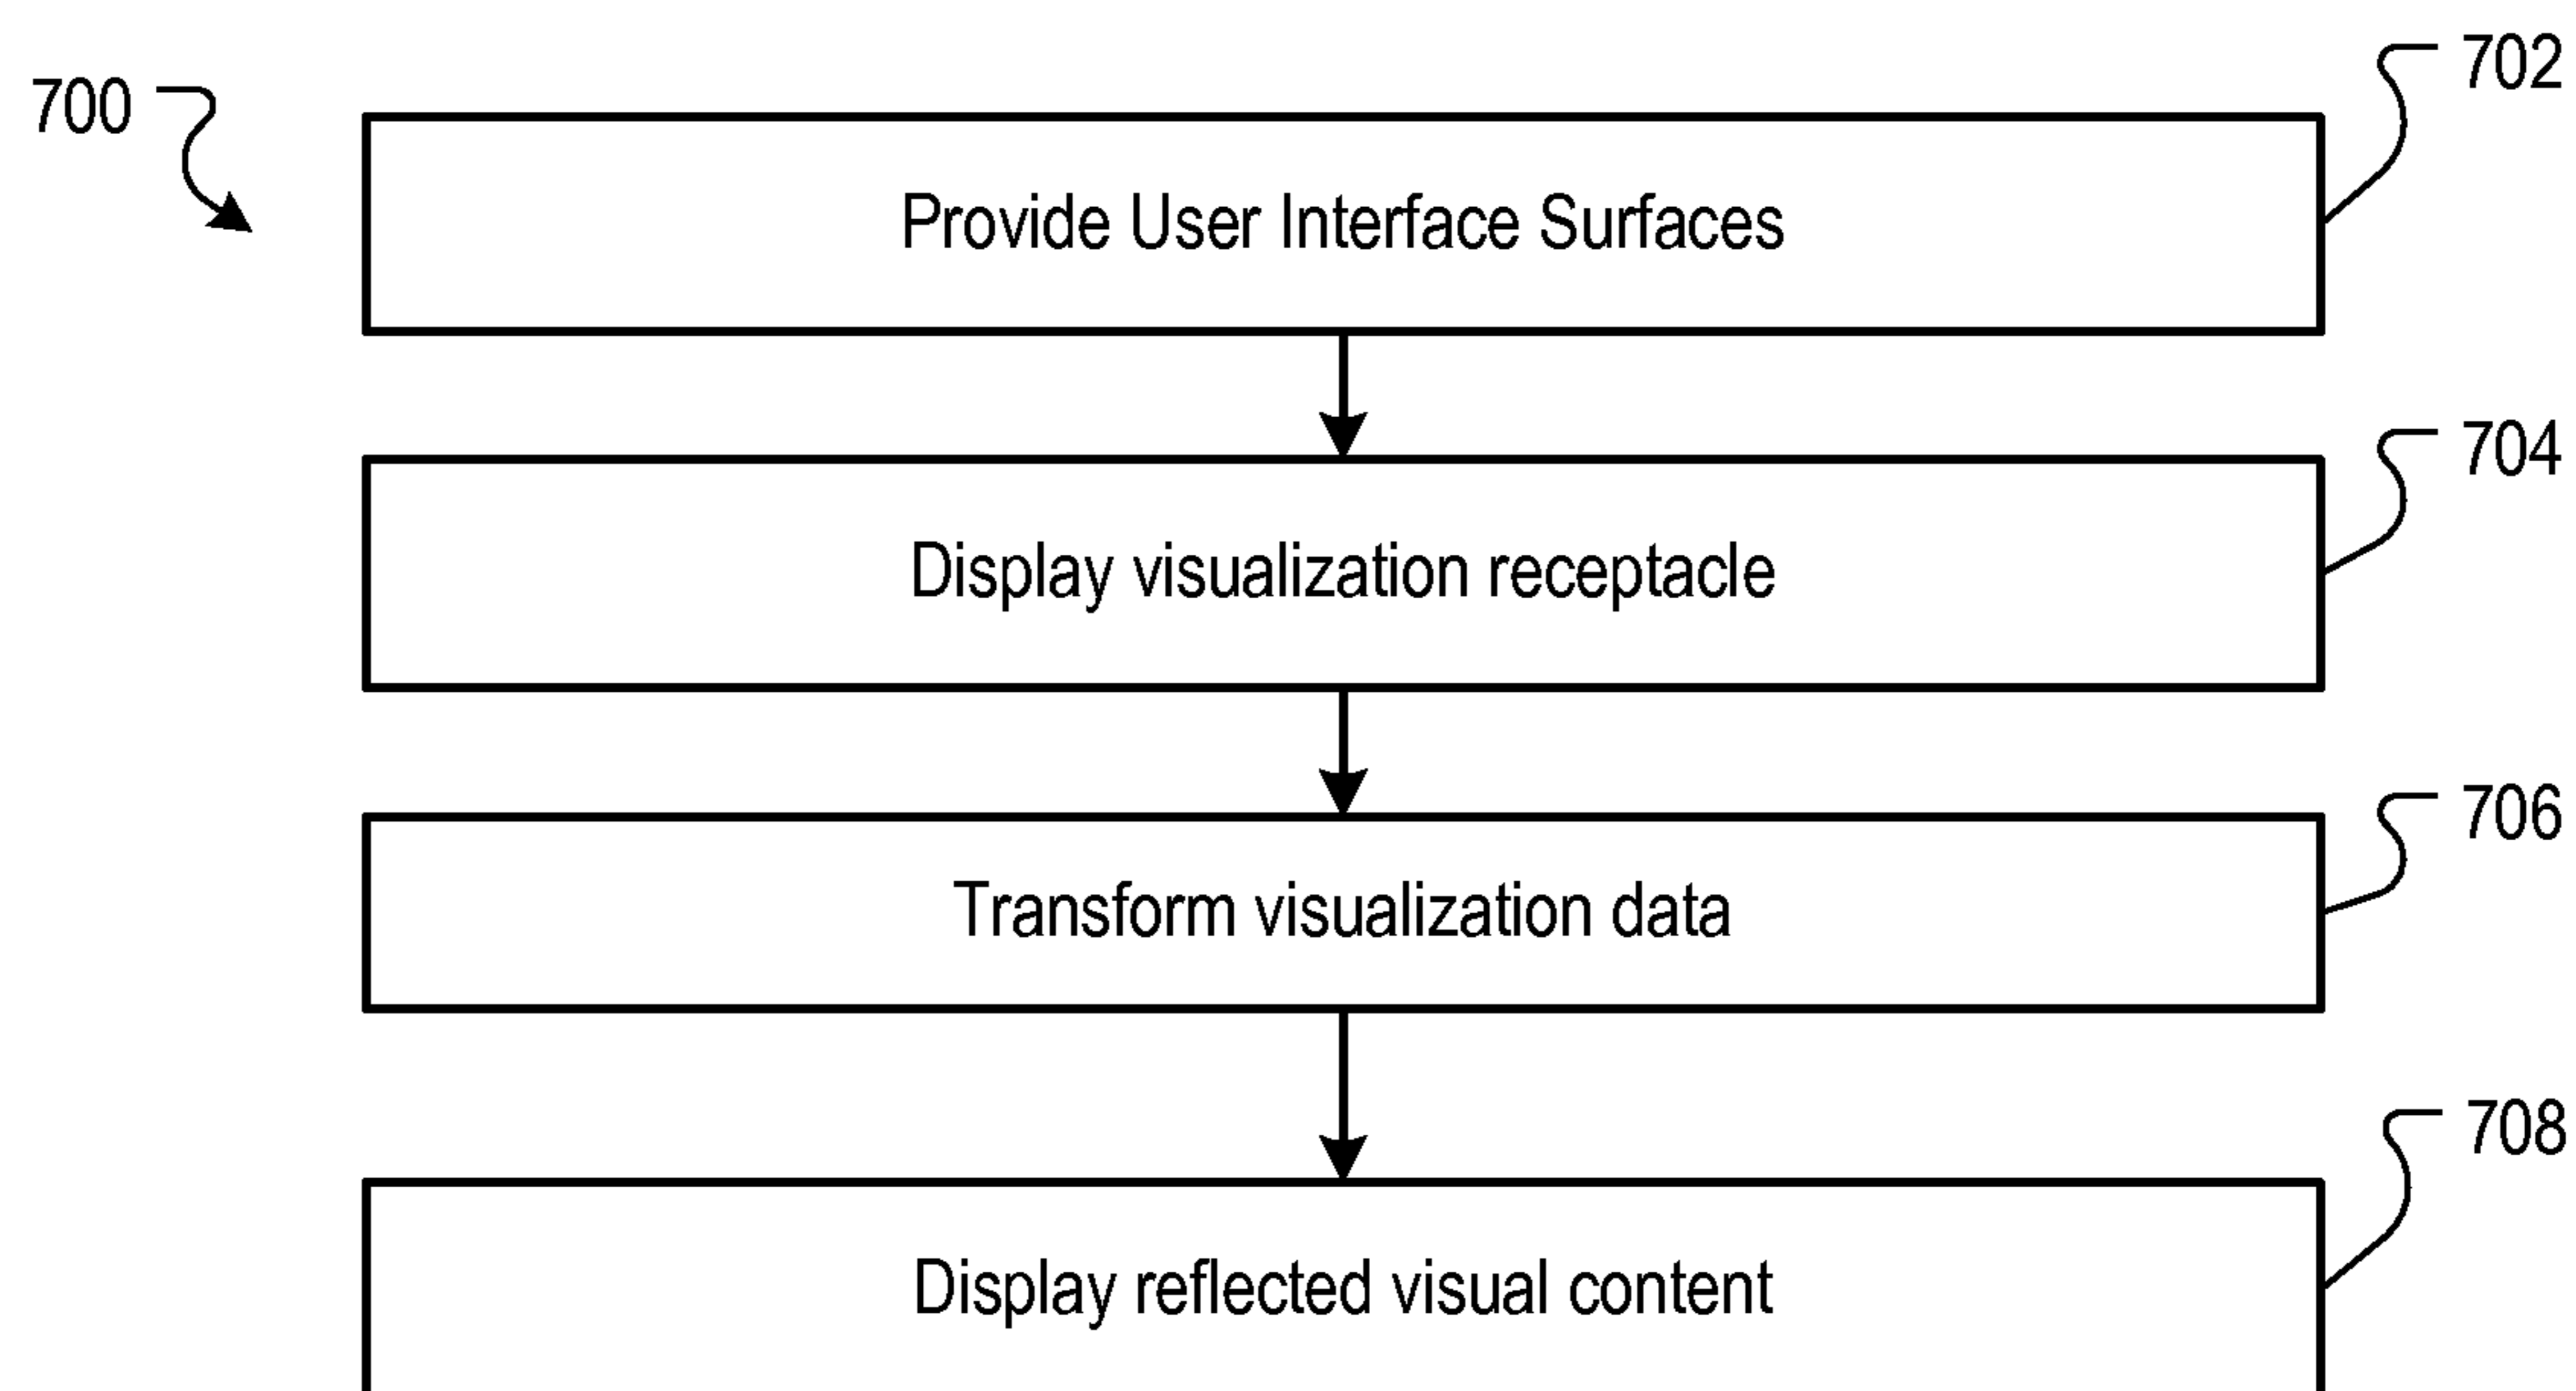 700
702
Provide User Interface Surfaces
704
Display visualization receptacle
706
Transform visualization data
708
Display reflected visual content